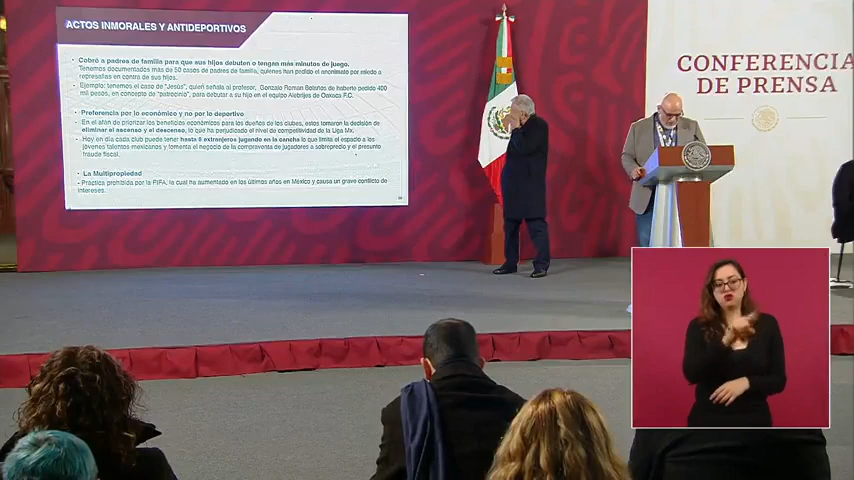 ACTOS INMORALES Y ANTIDEPORTIVOS
• Cobró a padres de familia para que sus hijos debuten o tengan más minutos de juego.
Tenemos documentados más de 50 casos de padres de familia, quienes han pedido el anonimato por miedo a
represalias en contra de sus hijos.
• Ejemplo: tenemos el caso de "Jesús", quien señala al profesor, Gonzalo Román Bolaños de haberle pedido 400
mil pesos, en concepto de "patrocinio", para debutar a su hijo en el equipo Alebrijes de Oaxaca F.C.
Preferencia por lo económico y no por lo deportivo
• En el afán de priorizar los beneficios económicos para los dueños de los clubes, estos tomaron la decisión de
eliminar el ascenso y el descenso, lo que ha perjudicado el nivel de competitividad de la Liga Mx.
• Hoy en día cada club puede tener hasta 8 extranjeros jugando en la cancha lo que limita el espacio a los
jóvenes talentos mexicanos y fomenta el negocio de la compraventa de jugadores a sobreprecio y el presunto
fraude fiscal.
• La Multipropiedad
- Práctica prohibida por la FIFA, la cual ha aumentado en los últimos años en México y causa un grave conflicto de
intereses.
CONFERENCIA
DE PRENSA